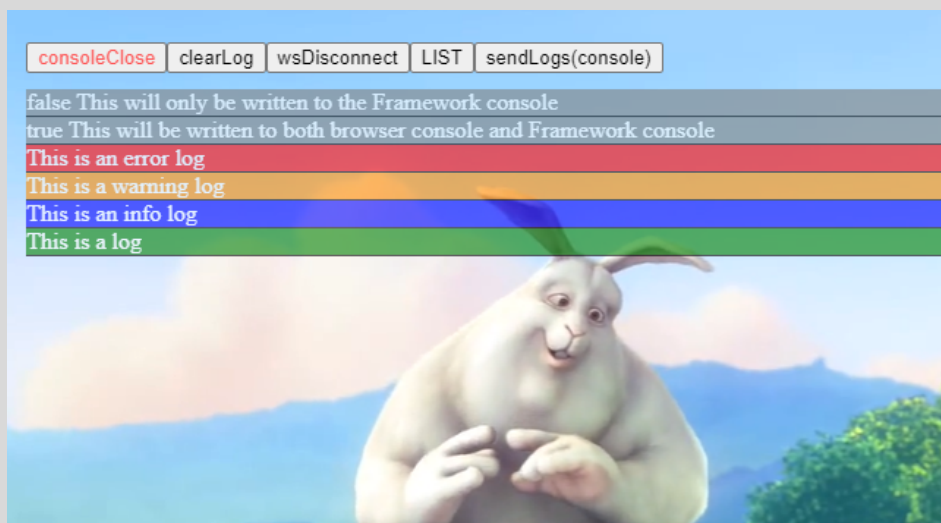 consoleClose clearLog wsDisconnect LIST sendLogs(console)
false This will only be written to the Framework console
true This will be written to both browser console and Framework console
This is an error log
This is a warning log
This is an info log
This is a log